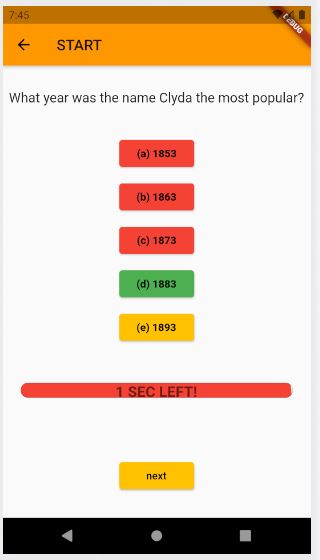 7:45
DEBUG
START
What year was the name Clyda the most popular?
(a) 1853
(b) 1863
(c) 1873
(d) 1883
(e) 1893
1 SEC LEFT!
next